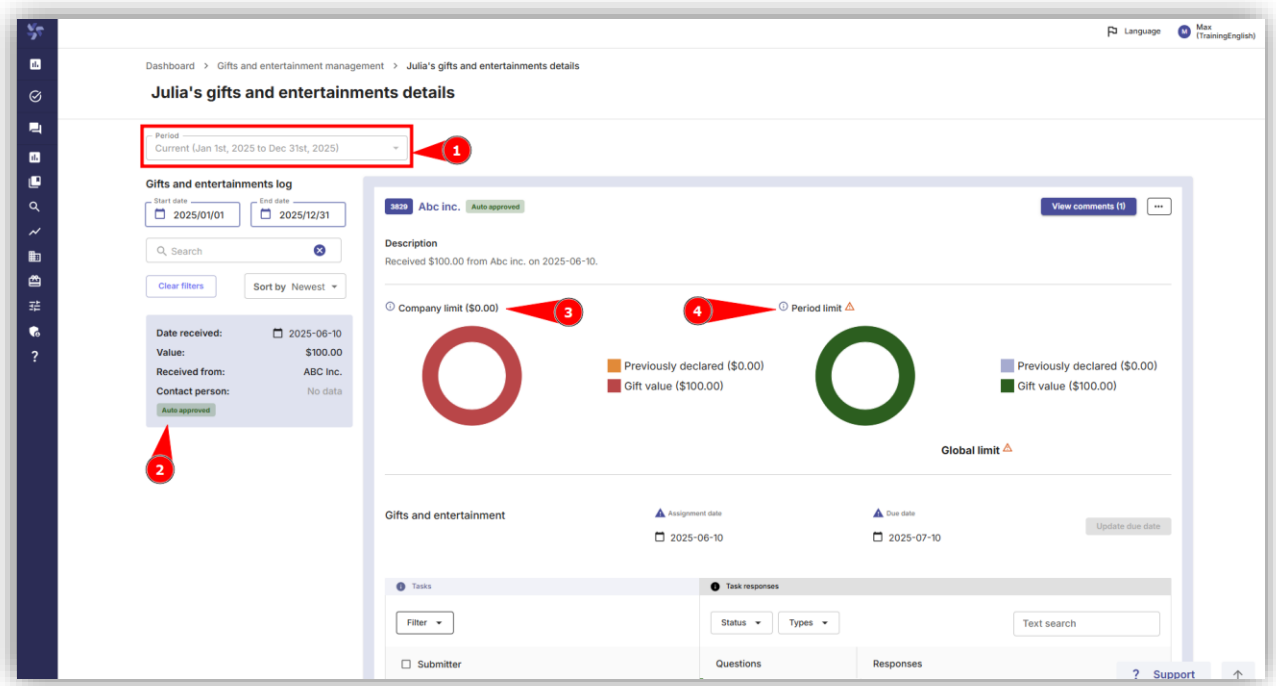 Language
M
Max
(TrainingEnglish)
Dashboard > Gifts and entertainment management > Julia's gifts and entertainments details
Julia's gifts and entertainments details
Period
Current (Jan 1st, 2025 to Dec 31st, 2025)
1
Gifts and entertainments log
Start date
2025/01/01
End date
2025/12/31
Search
Clear filters
Sort by Newest
Date received: 2025-06-10
Value: $100.00
Received from: ABC Inc.
Contact person: No data
Auto approved
2
3829 Abc inc. Auto approved
View comments (1)
Description
Received $100.00 from Abc inc. on 2025-06-10.
Company limit ($0.00)
3
Previously declared ($0.00)
Gift value ($100.00)
4
Period limit
Previously declared ($0.00)
Gift value ($100.00)
Global limit
Gifts and entertainment
Assignment date
2025-06-10
Due date
2025-07-10
Update due date
Tasks
Filter
Submitter
Task responses
Status
Types
Text search
Questions
Responses
? Support